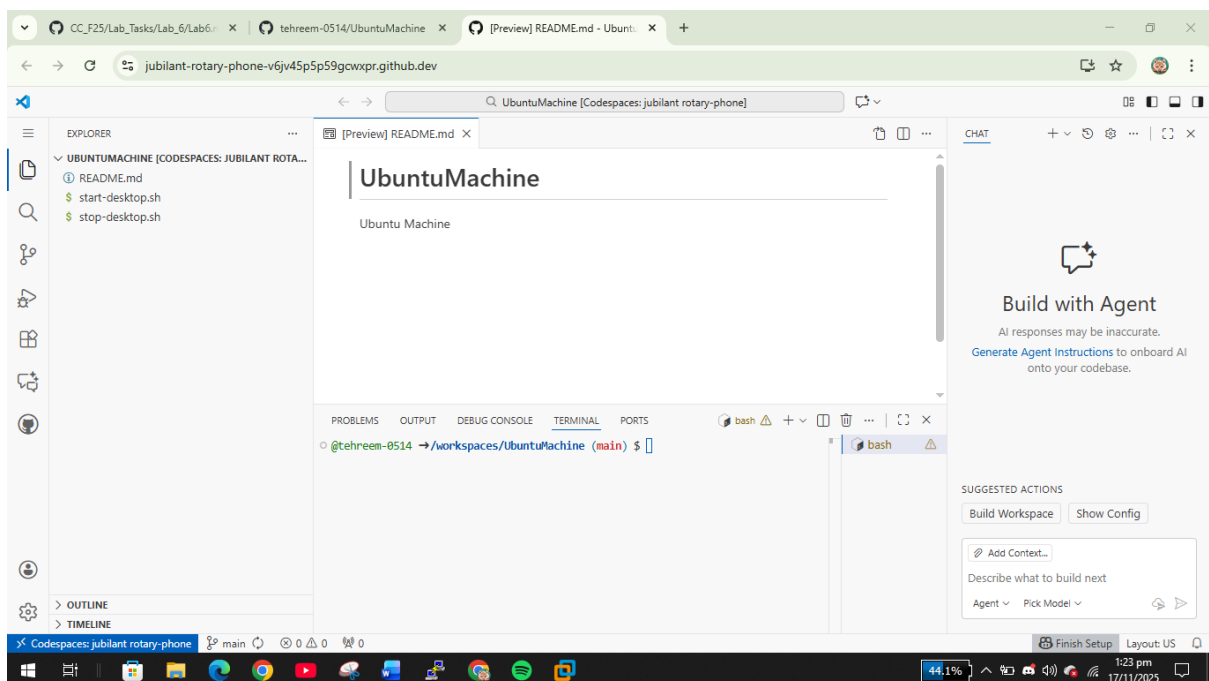 CC_F25/Lab_Tasks/Lab_6/Lab6.r
tehreem-0514/UbuntuMachine
[Preview] README.md - Ubuntu
jubilant-rotary-phone-v6jv45p5p59gcwxpr.github.dev
UbuntuMachine [Codespaces: jubilant rotary-phone]
EXPLORER
UBUNTUMACHINE [CODESPACES: JUBILANT ROTA...
README.md
$ start-desktop.sh
$ stop-desktop.sh
OUTLINE
TIMELINE
[Preview] README.md
UbuntuMachine
Ubuntu Machine
PROBLEMS OUTPUT DEBUG CONSOLE TERMINAL PORTS
bash
@tehreem-0514 →/workspaces/UbuntuMachine (main) $
bash
CHAT
Build with Agent
AI responses may be inaccurate.
Generate Agent Instructions to onboard AI
onto your codebase.
SUGGESTED ACTIONS
Build Workspace Show Config
Add Context...
Describe what to build next
Agent Pick Model
Codespaces: jubilant rotary-phone main 0 0 0 Finish Setup Layout: US
44.1%
1:23 pm
17/11/2025